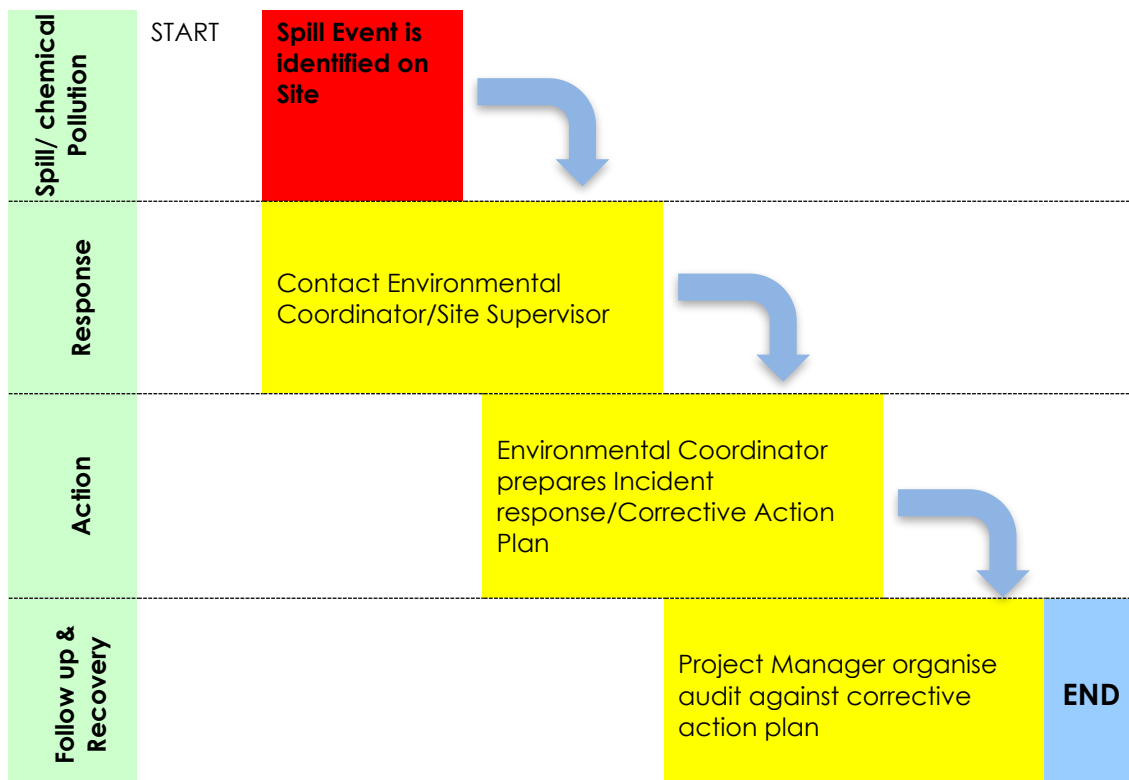 Spill/ chemical
Pollution
START
Spill Event is
identified on
Site
Response
Contact Environmental
Coordinator/Site Supervisor
Action
Environmental Coordinator
prepares Incident
response/Corrective Action
Plan
Follow up &
Recovery
Project Manager organise
audit against corrective
action plan
END